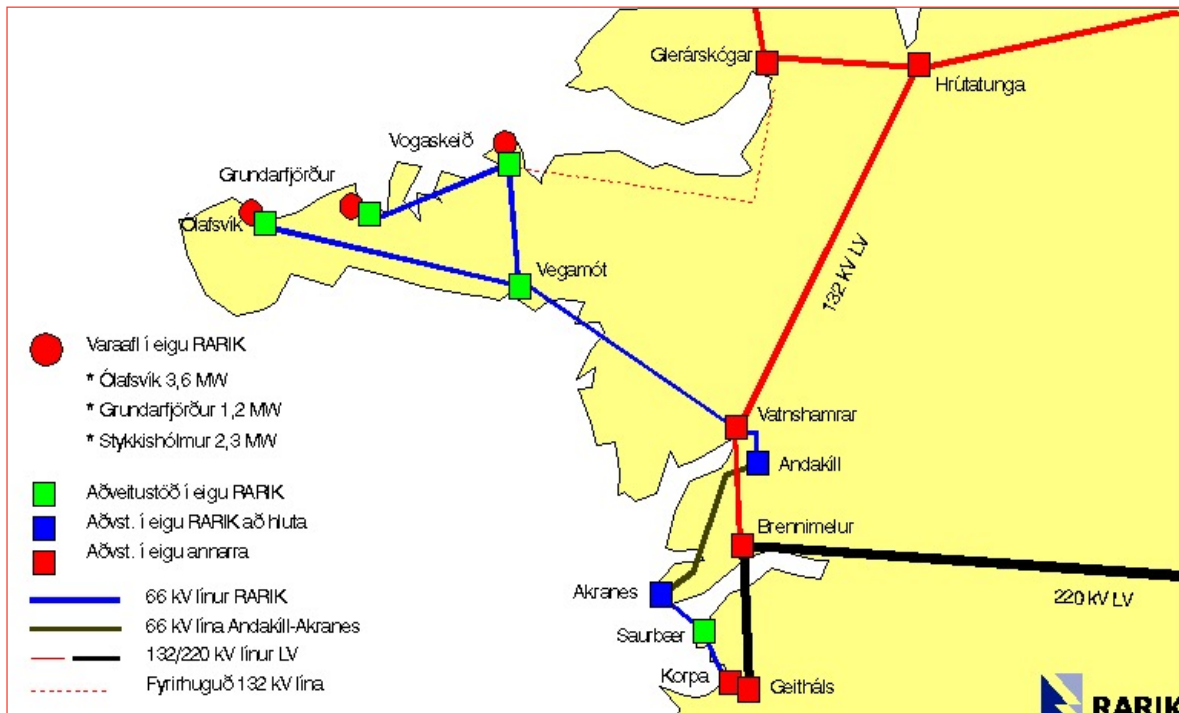 Glerárskógar
Hrútatunga
Vogaskeið
Grundarfjörður
Ólafsvík
Vegamót
132 KV LV
Varaafl í eigu RARIK
* Ólafsvík 3,6 MW
* Grundarfjörður 1,2 MW
* Stykkishólmur 2,3 MW
Vatnshamrar
Andakíll
Aðveitustöð í eigu RARIK
Aðvst. í eigu RARIK að hluta
Aðvst. í eigu annarra
Brennimelur
Akranes
220 KV LV
66 kV línur RARIK
66 kV lína Andakíll-Akranes
132/220 kV línur LV
Fyrirhuguð 132 kV lína
Saurbær
Korpa
Geitháls
RARIK